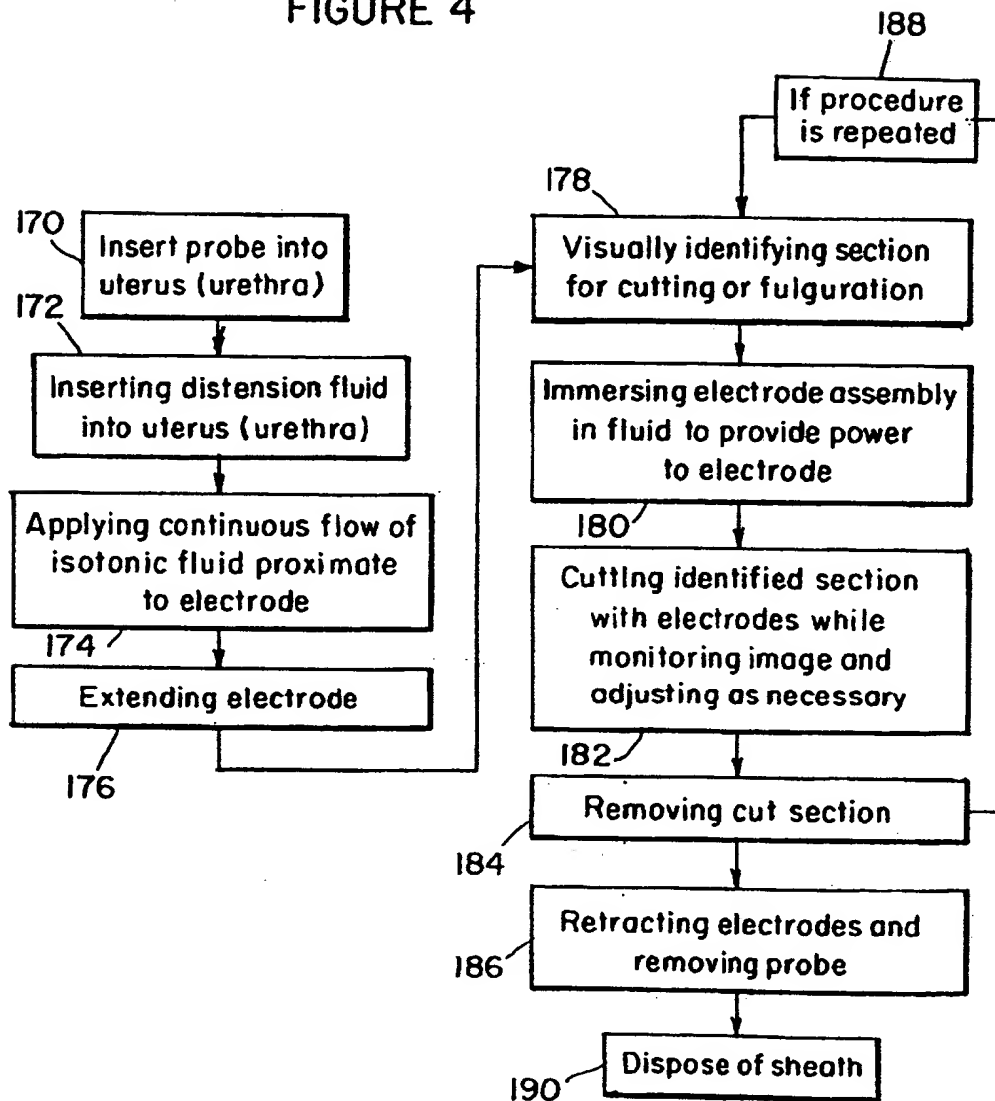 FIGURE 4
170
Insert probe into
uterus (urethra)
172
Inserting distension fluid
into uterus (urethra)
Applying continuous flow of
isotonic fluid proximate
to electrode
174
Extending electrode
176
188
If procedure
is repeated
178
Visually identifying section
for cutting or fulguration
Immersing electrode assembly
in fluid to provide power
to electrode
180
Cutting identified section
with electrodes while
monitoring image and
adjusting as necessary
182
Removing cut section
184
Retracting electrodes and
removing probe
186
Dispose of sheath
190